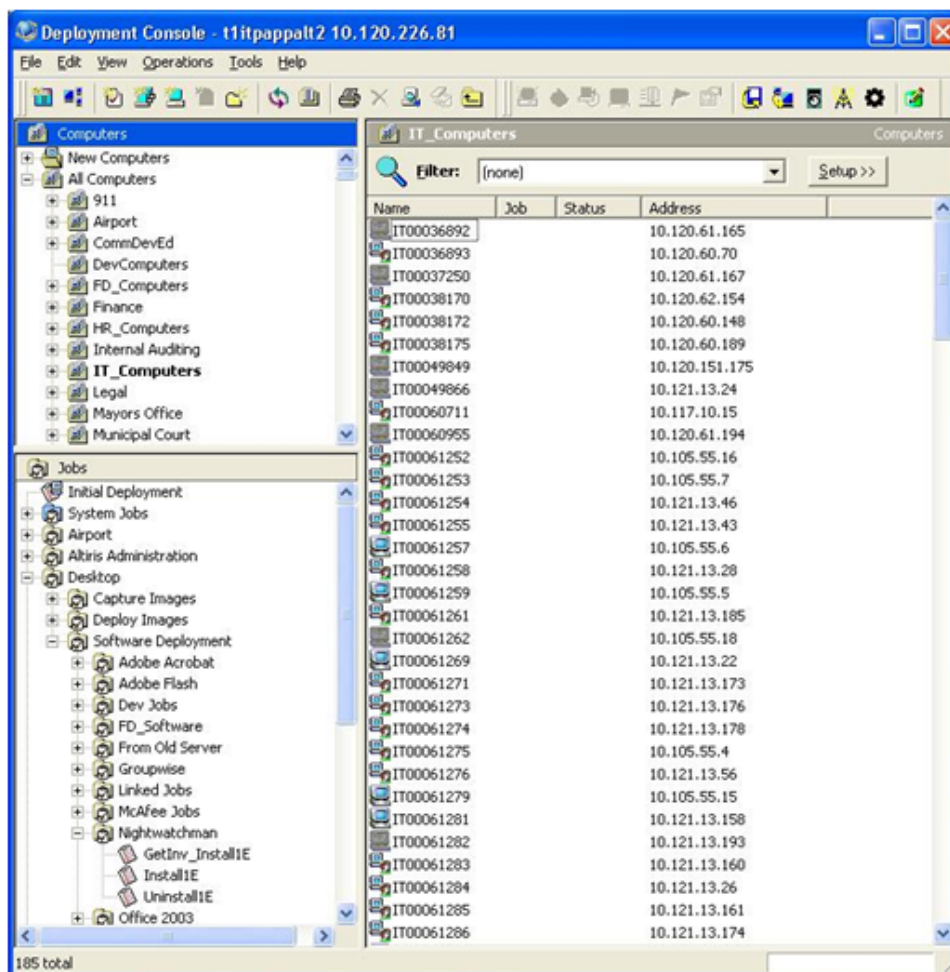 Deployment Console - t1itpappalt2 10.120.226.81
File Edit View Operations Tools Help
Computers
New Computers
All Computers
911
Airport
CommDevEd
DevComputers
FD_Computers
Finance
HR_Computers
Internal Auditing
IT_Computers
Legal
Mayors Office
Municipal Court
Jobs
Initial Deployment
System Jobs
Airport
Altiris Administration
Desktop
Capture Images
Deploy Images
Software Deployment
Adobe Acrobat
Adobe Flash
Dev Jobs
FD_Software
From Old Server
Groupwise
Linked Jobs
McAfee Jobs
Nightwatchman
GetInv_Install1E
Install1E
Uninstall1E
Office 2003
IT_Computers Computers
Filter: (none) Setup >>
Name Job Status Address
IT00036892 10.120.61.165
IT00036893 10.120.60.70
IT00037250 10.120.61.167
IT00038170 10.120.62.154
IT00038172 10.120.60.148
IT00038175 10.120.60.189
IT00049849 10.120.151.175
IT00049866 10.121.13.24
IT00060711 10.117.10.15
IT00060955 10.120.61.194
IT00061252 10.105.55.16
IT00061253 10.105.55.7
IT00061254 10.121.13.46
IT00061255 10.121.13.43
IT00061257 10.105.55.6
IT00061258 10.121.13.28
IT00061259 10.105.55.5
IT00061261 10.121.13.185
IT00061262 10.105.55.18
IT00061269 10.121.13.22
IT00061271 10.121.13.173
IT00061273 10.121.13.176
IT00061274 10.121.13.178
IT00061275 10.105.55.4
IT00061276 10.121.13.56
IT00061279 10.105.55.15
IT00061281 10.121.13.158
IT00061282 10.121.13.193
IT00061283 10.121.13.160
IT00061284 10.121.13.26
IT00061285 10.121.13.161
IT00061286 10.121.13.174
185 total